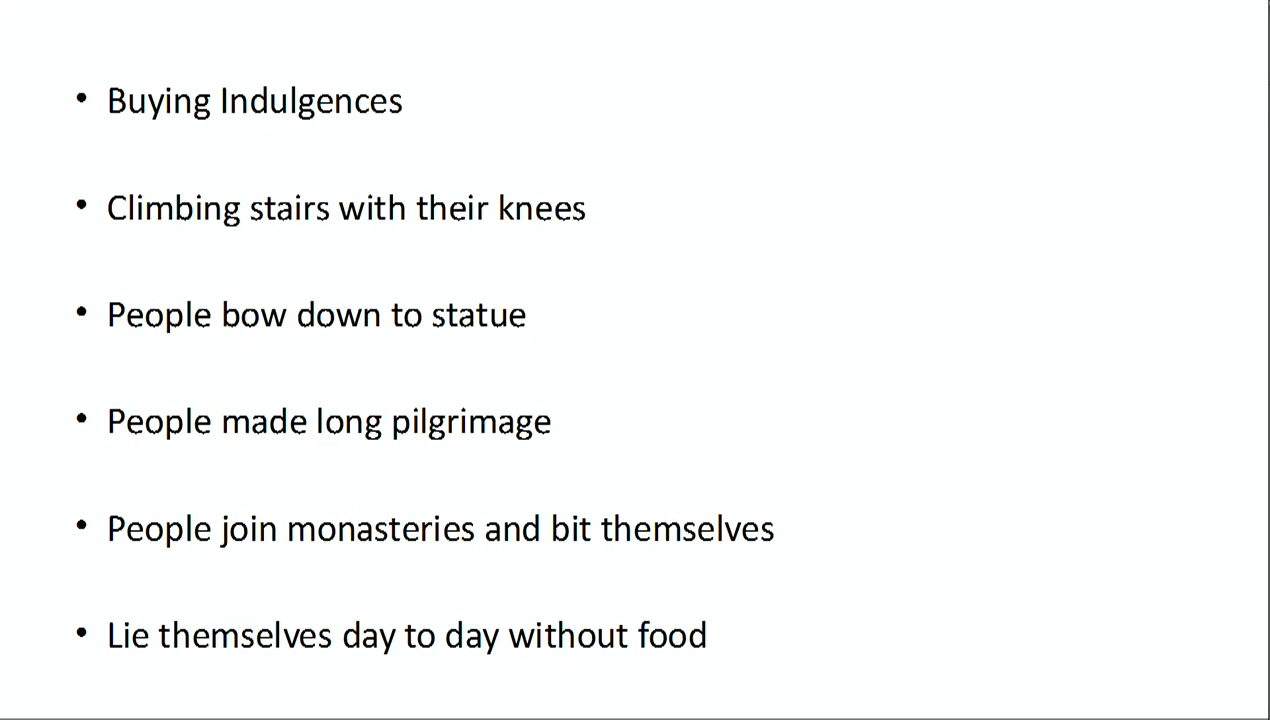 • Buying Indulgences
• Climbing stairs with their knees
• People bow down to statue
• People made long pilgrimage
• People join monasteries and bit themselves
• Lie themselves day to day without food